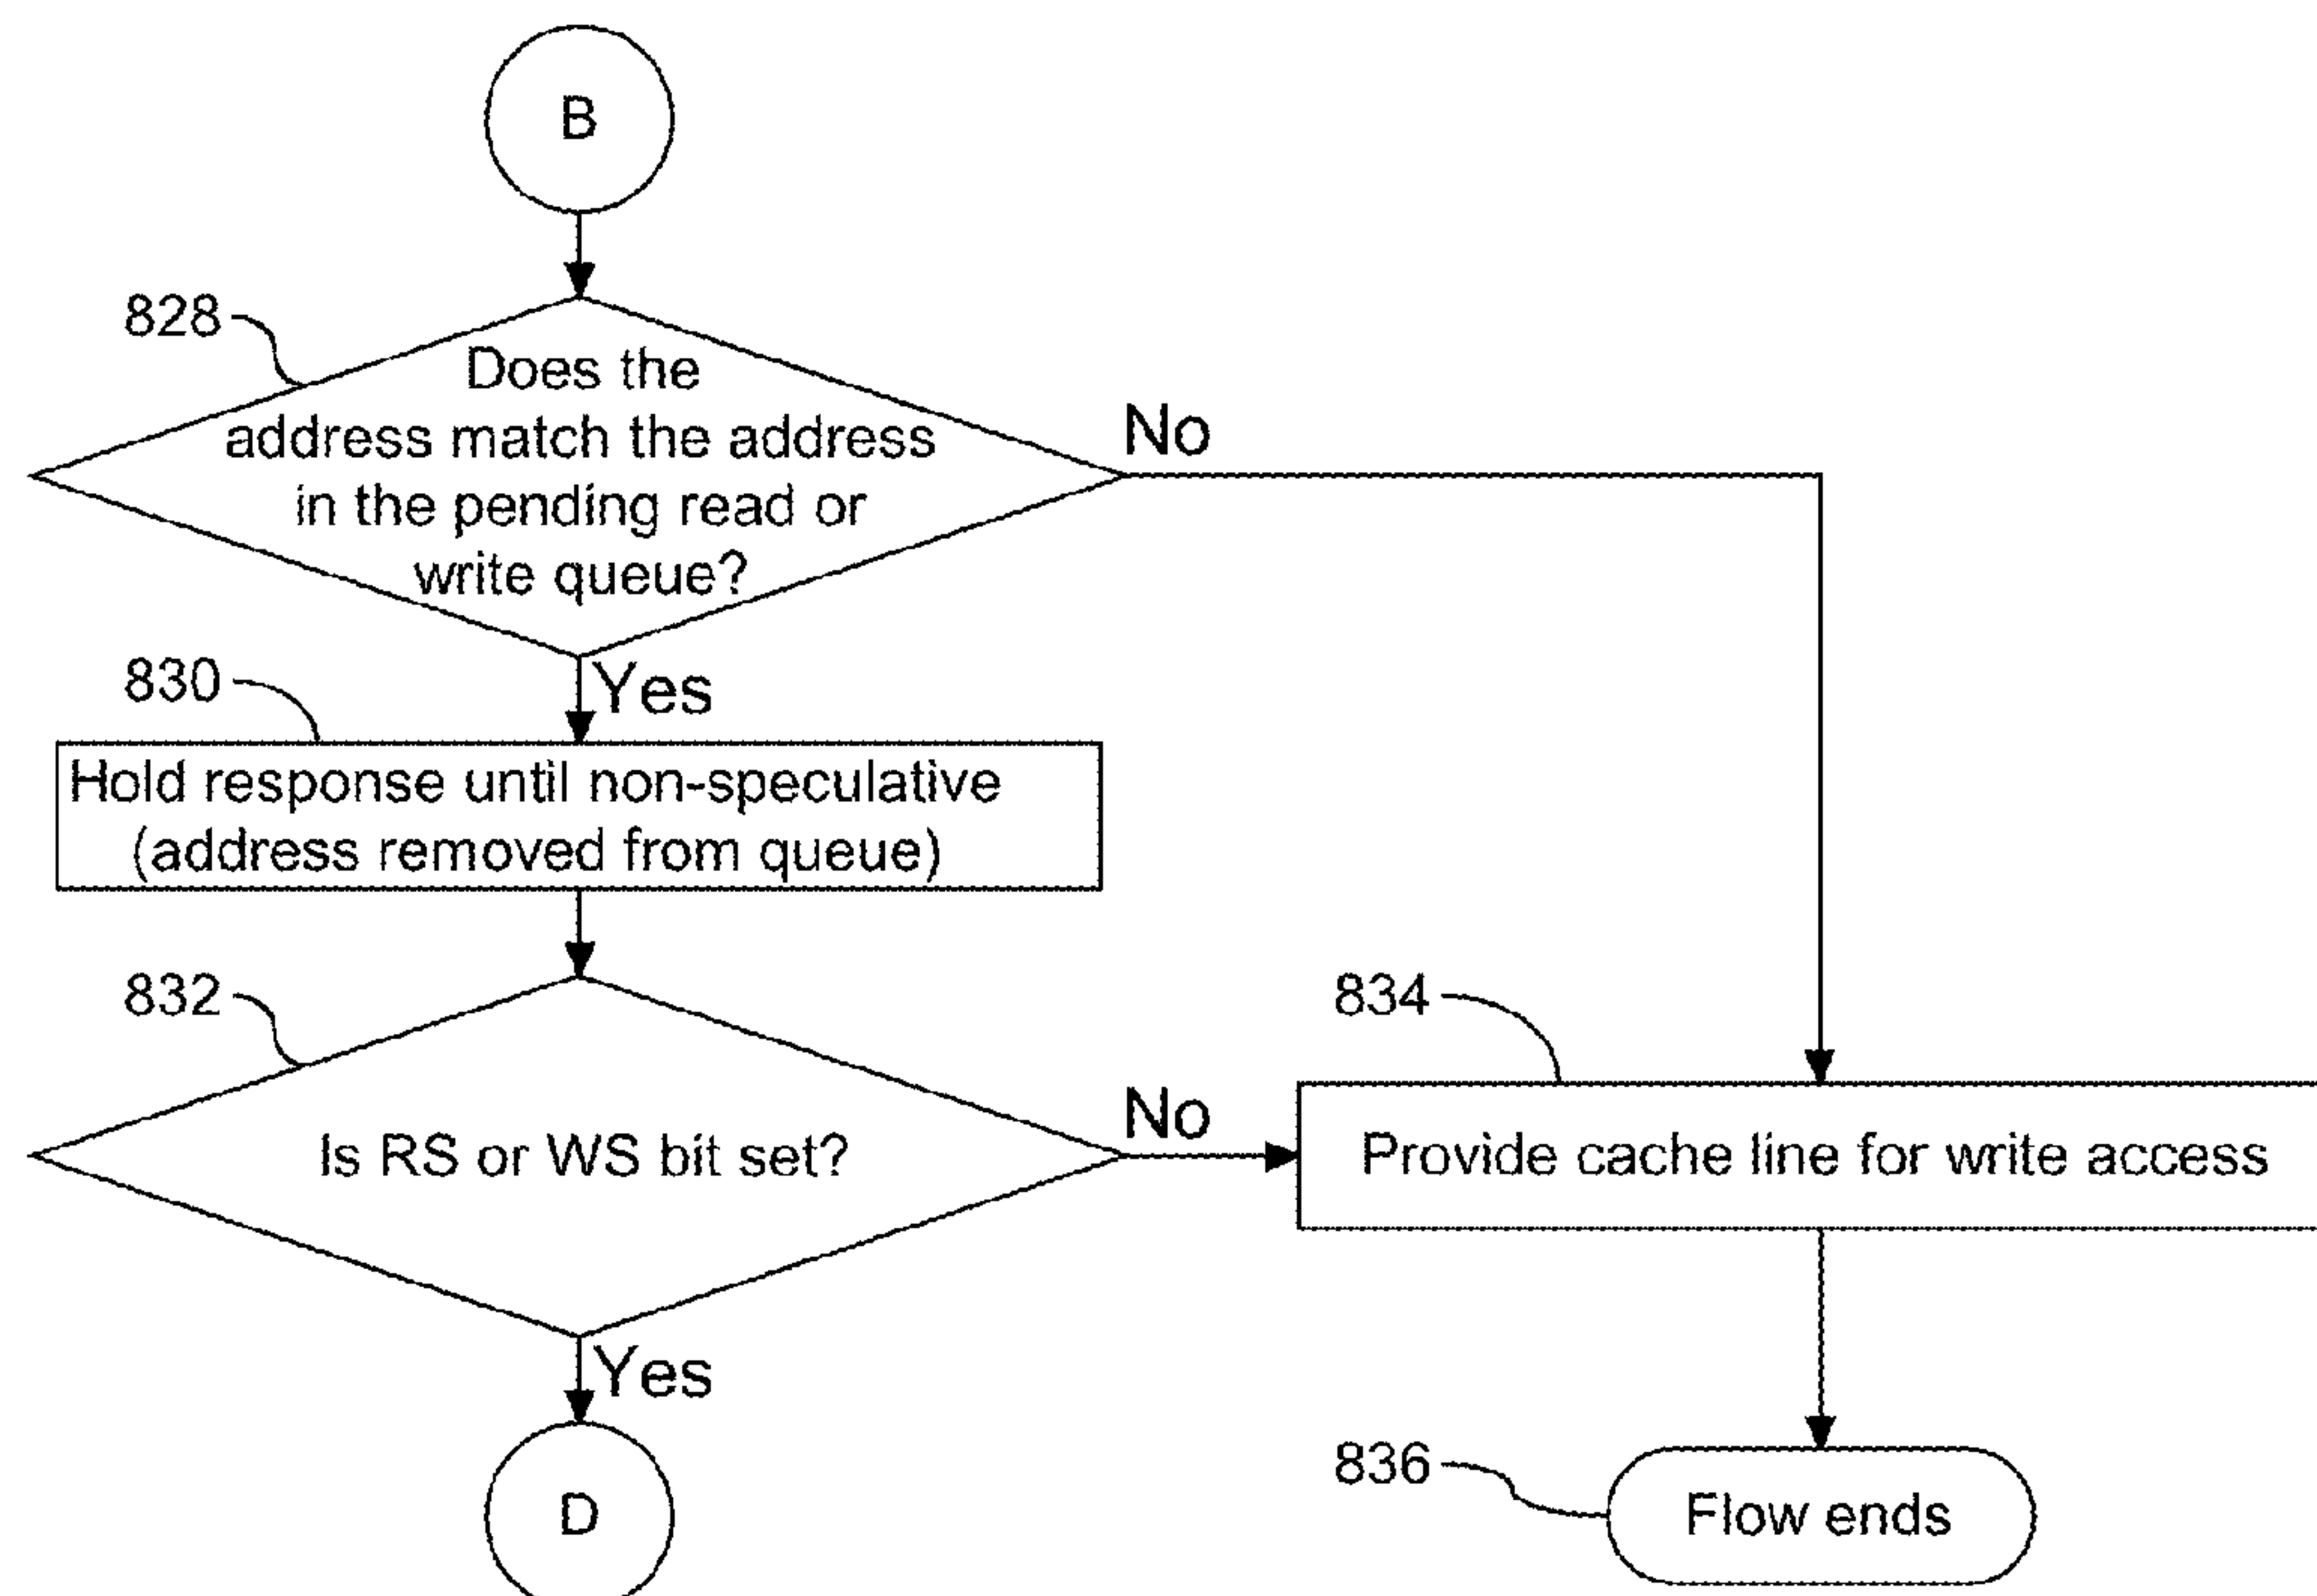 B
828
Does the
address match the address
in the pending read or
write queue?
No
Yes
830
Hold response until non-speculative
(address removed from queue)
832
Is RS or WS bit set?
No
834
Provide cache line for write access
Yes
D
836
Flow ends